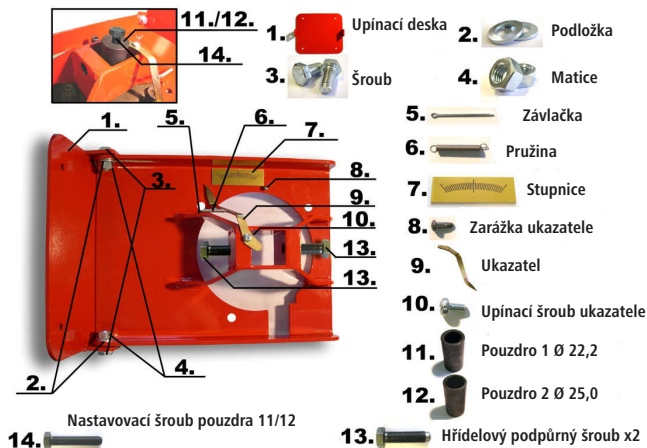 11./12.
14.
1. Upínací deska
2. Podložka
3. Šroub
4. Matice
5. Závlačka
6. Pružina
7. Stupnice
8. Zarážka ukazatele
9. Ukazatel
10. Upínací šroub ukazatele
11. Pouzdro 1 Ø 22,2
12. Pouzdro 2 Ø 25,0
13. Hřídelový podpůrný šroub x2
1.
5.
6.
7.
3.
8.
9.
10.
13.
13.
2.
4.
Nastavovací šroub pouzdra 11/12
14.